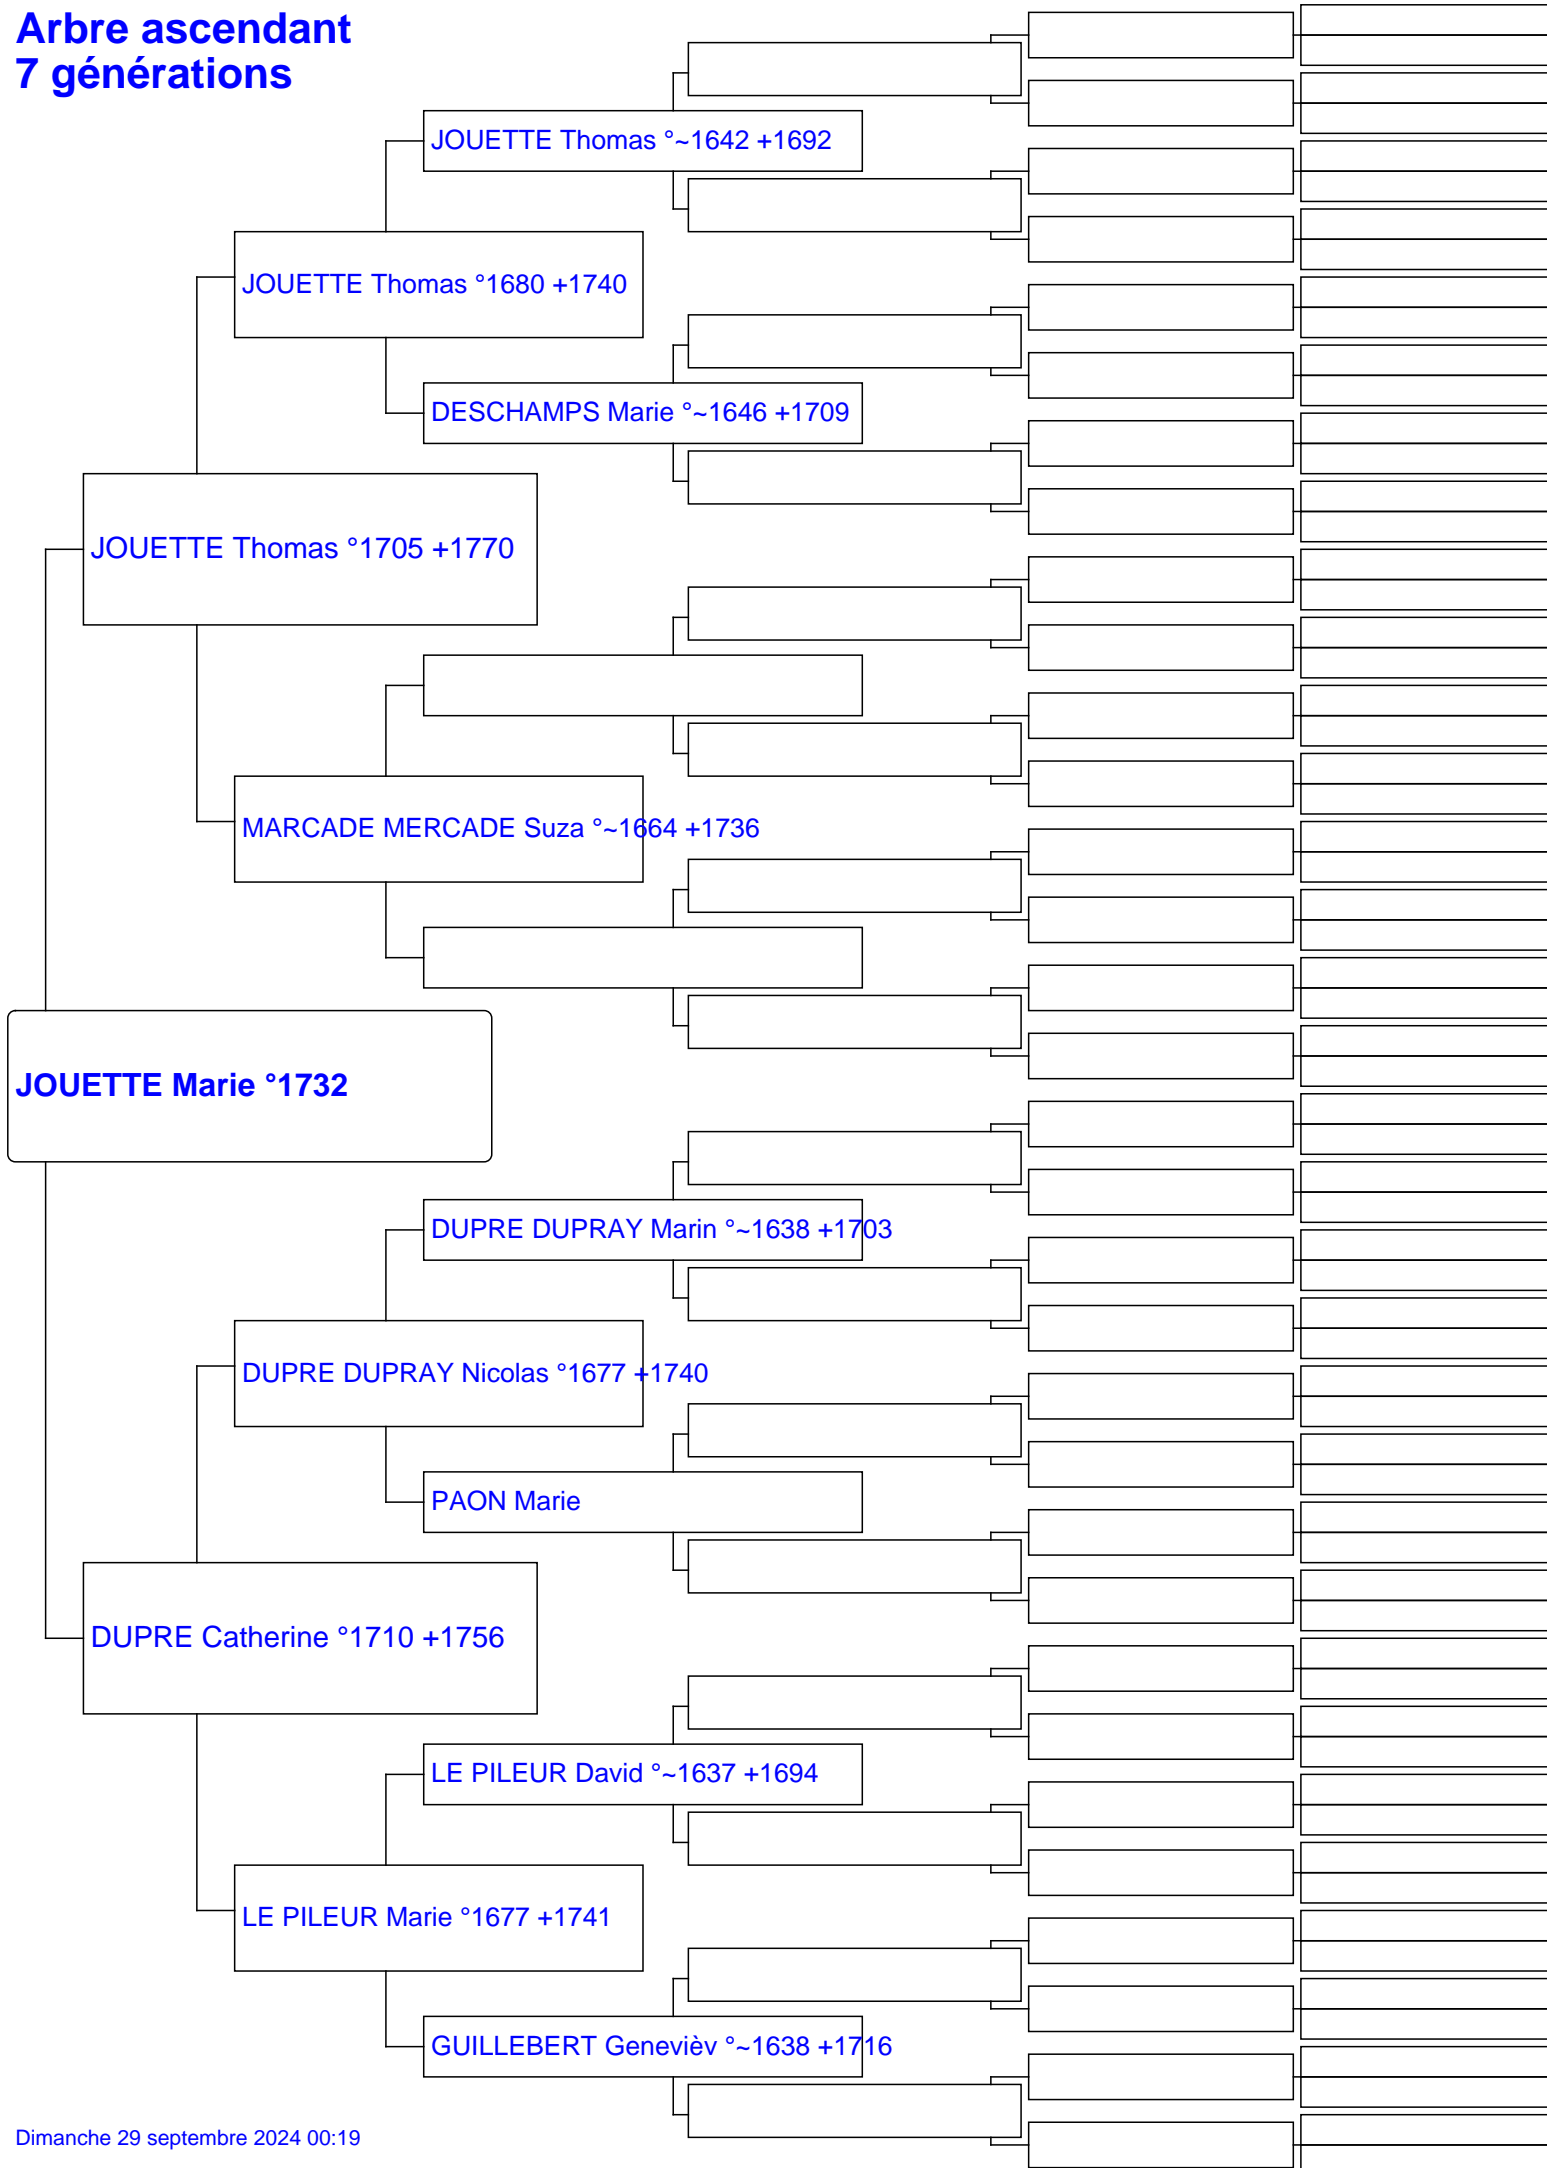 Arbre ascendant
7 générations
JOUETTE Thomas °~1642 +1692
JOUETTE Thomas °1680 +1740
DESCHAMPS Marie °~1646 +1709
JOUETTE Thomas °1705 +1770
MARCADE MERCADE Suza °~1664 +1736
JOUETTE Marie °1732
DUPRE DUPRAY Marin °~1638 +1703
DUPRE DUPRAY Nicolas °1677 +1740
PAON Marie
DUPRE Catherine °1710 +1756
LE PILEUR David °~1637 +1694
LE PILEUR Marie °1677 +1741
GUILLEBERT Genevièv °~1638 +1716
Dimanche 29 septembre 2024 00:19